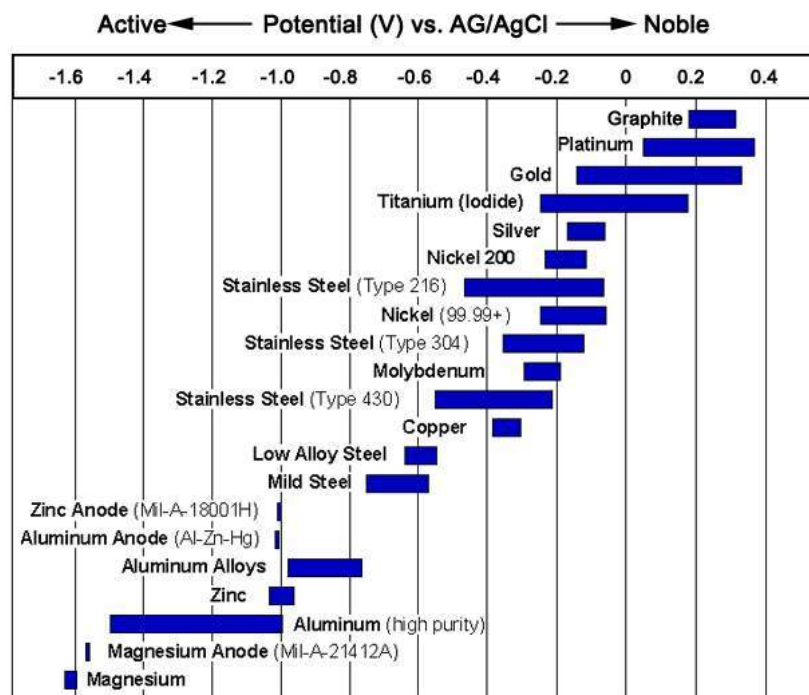 Active Potential (V) vs. AG/AgCl Noble
-1.6 -1.4 -1.2 -1.0 -0.8 -0.6 -0.4 -0.2 0 0.2 0.4
Graphite
Platinum
Gold
Titanium (Iodide)
Silver
Nickel 200
Stainless Steel (Type 216)
Nickel (99.99+)
Stainless Steel (Type 304)
Molybdenum
Stainless Steel (Type 430)
Copper
Low Alloy Steel
Mild Steel
Zinc Anode (Mil-A-18001H)
Aluminum Anode (Al-Zn-Hg)
Aluminum Alloys
Zinc
Aluminum (high purity)
Magnesium Anode (Mil-A-21412A)
Magnesium